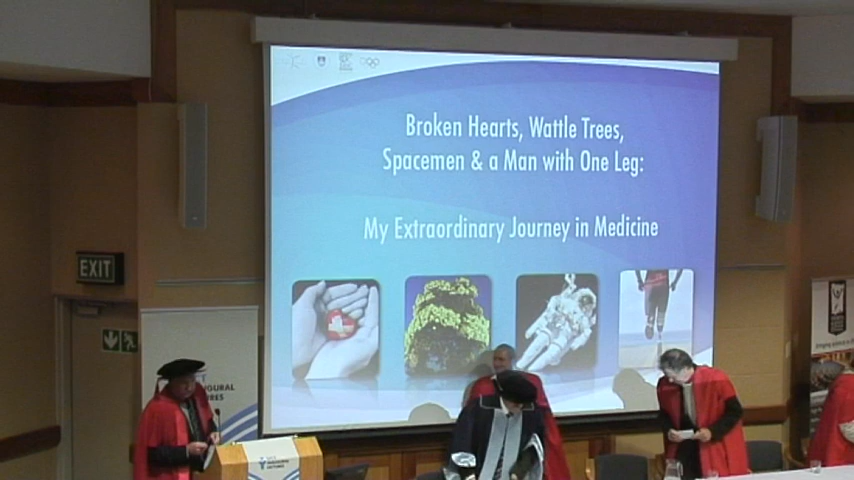 Broken Hearts, Wattle Trees,
Spacemen & a Man with One Leg:
My Extraordinary Journey in Medicine
EXIT